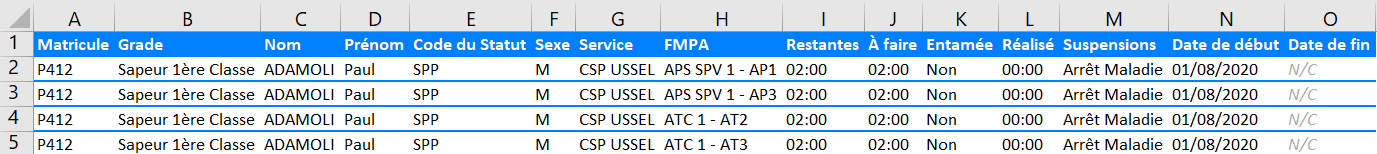 A B C D E F G H I J K L M N O
1 Matricule Grade Nom Prénom Code du Statut Sexe Service FMPA Restantes À faire Entamée Réalisé Suspensions Date de début Date de fin
2 P412 Sapeur 1ère Classe ADAMOLI Paul SPP M CSP USSEL APS SPV 1 - AP1 02:00 02:00 Non 00:00 Arrêt Maladie 01/08/2020 N/C
3 P412 Sapeur 1ère Classe ADAMOLI Paul SPP M CSP USSEL APS SPV 1 - AP3 02:00 02:00 Non 00:00 Arrêt Maladie 01/08/2020 N/C
4 P412 Sapeur 1ère Classe ADAMOLI Paul SPP M CSP USSEL ATC 1 - AT2 02:00 02:00 Non 00:00 Arrêt Maladie 01/08/2020 N/C
5 P412 Sapeur 1ère Classe ADAMOLI Paul SPP M CSP USSEL ATC 1 - AT3 02:00 02:00 Non 00:00 Arrêt Maladie 01/08/2020 N/C